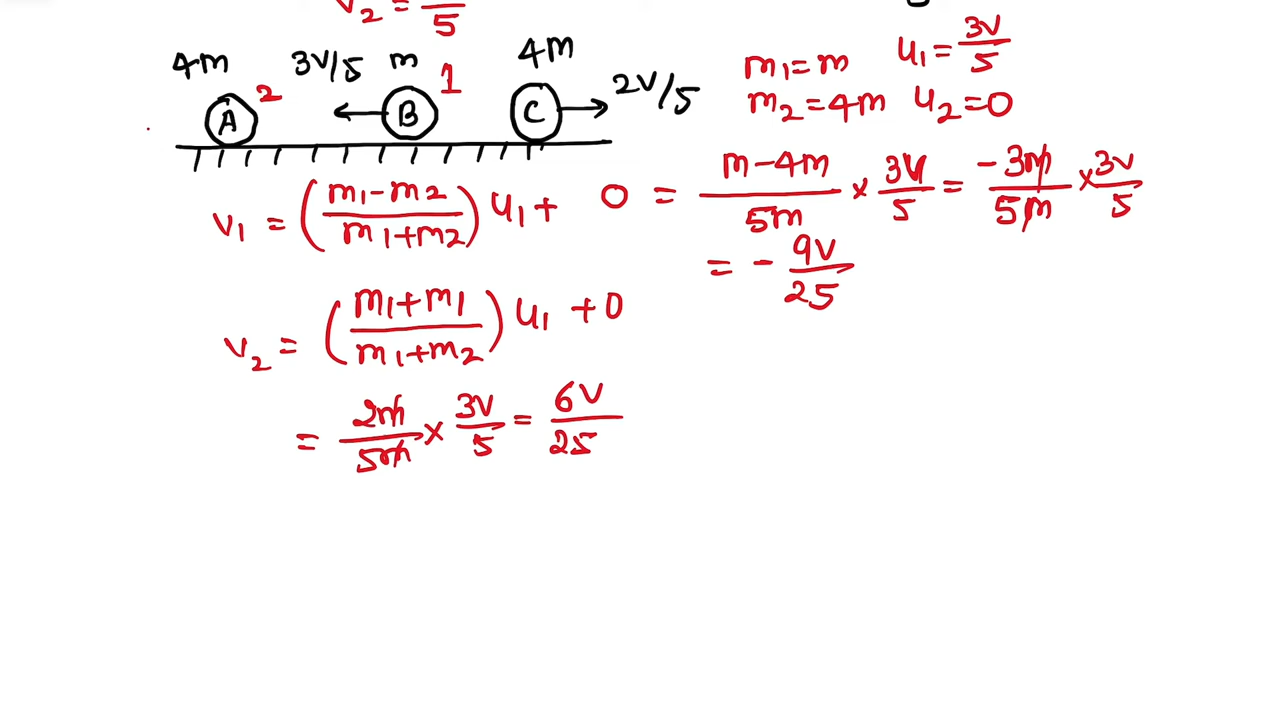 v₂ = —/5
4m 3v/5 m 4m
A 2 B 1 C 2v/5
m₁=m u₁= 3v/5
m₂=4m u₂=0
v₁ = ((m₁-m₂)/(m₁+m₂)) u₁+ 0 = (m-4m)/5m × 3v/5 = -3m/5m × 3v/5
= - 9v/25
v₂ = ((m₁+m₁)/(m₁+m₂)) u₁ +0
= 2m/5m × 3v/5 = 6v/25